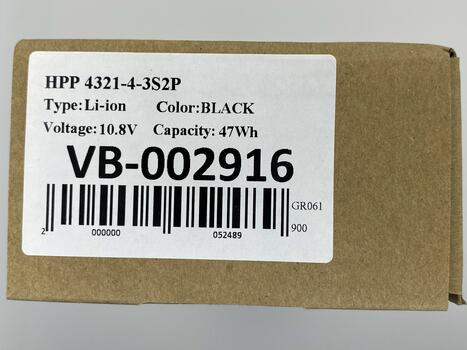 HPP 4321-4-3S2P
Type:Li-ion Color:BLACK
Voltage:10.8V Capacity: 47Wh
VB-002916
GR061
2 000000 052489 900